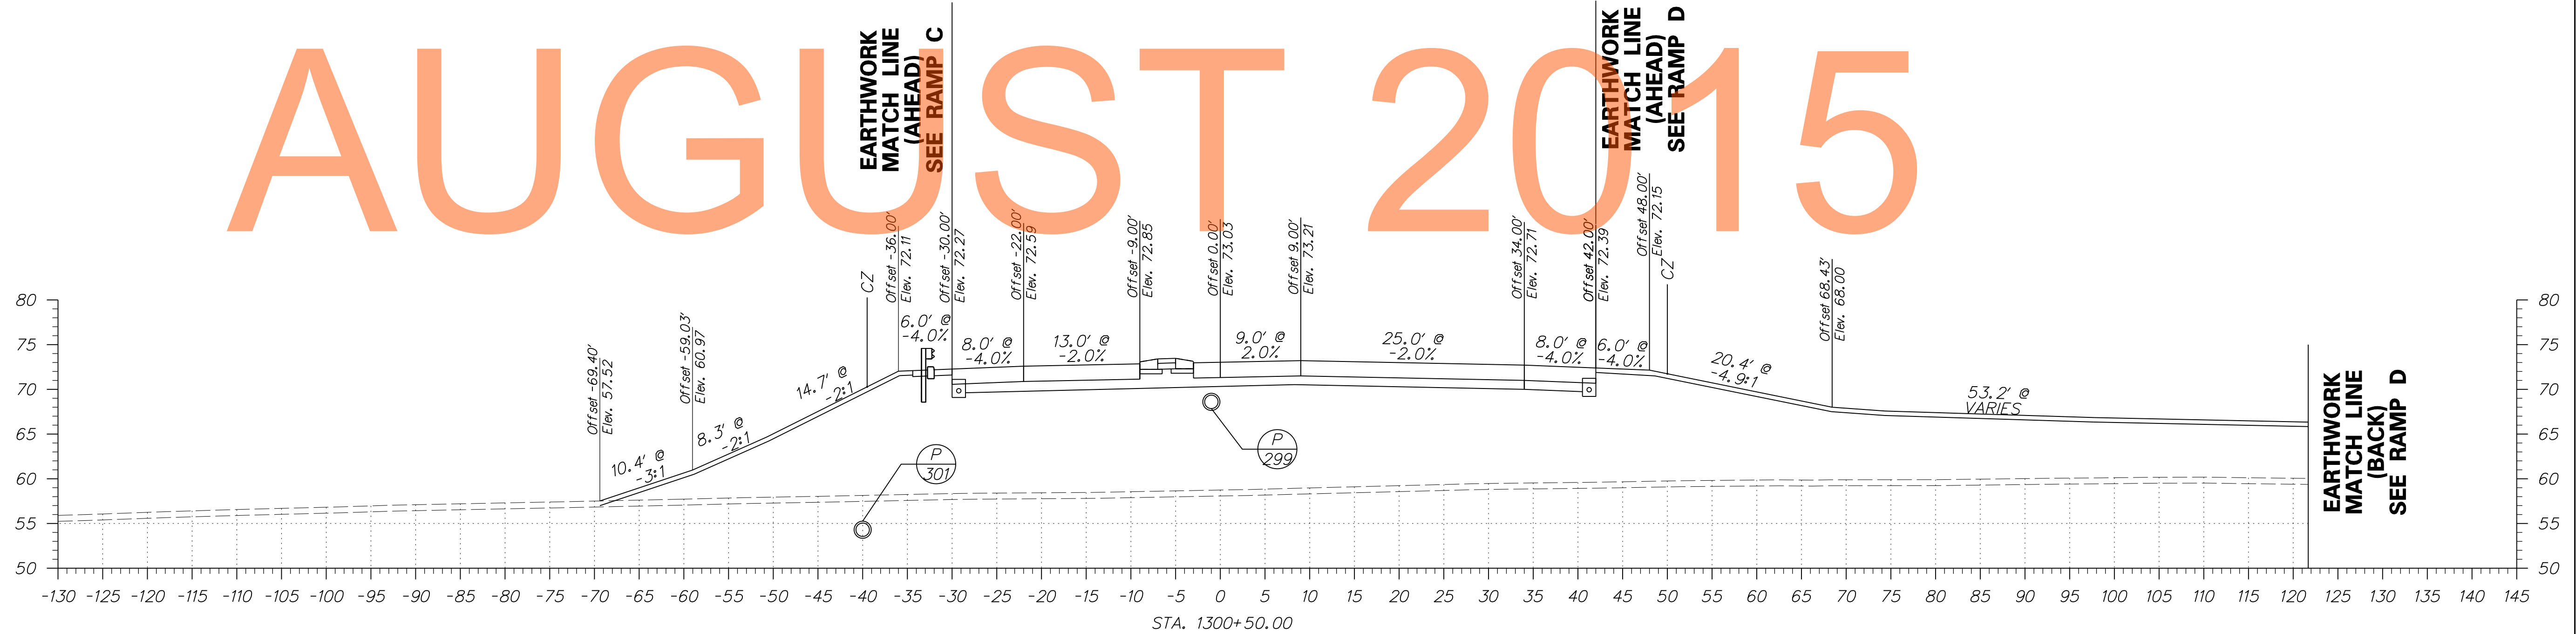 AUGUST 2015
EARTHWORK
MATCH LINE
(AHEAD)
SEE RAMP C
EARTHWORK
MATCH LINE
(AHEAD)
SEE RAMP D
Offset -69.40'
Elev. 57.52
Offset -59.03'
Elev. 60.97
CZ
Offset -36.00'
Elev. 72.11
Offset -30.00'
Elev. 72.27
Offset -22.00'
Elev. 72.59
Offset -9.00'
Elev. 72.85
Offset 0.00'
Elev. 73.03
Offset 9.00'
Elev. 73.21
Offset 34.00'
Elev. 72.71
Offset 42.00'
Elev. 72.39
Offset 48.00'
Elev. 72.15
CZ
Offset 68.43'
Elev. 68.00
10.4' @
-3:1
8.3' @
-2:1
14.7' @
-2:1
6.0' @
-4.0%
8.0' @
-4.0%
13.0' @
-2.0%
9.0' @
2.0%
25.0' @
-2.0%
8.0' @
-4.0%
6.0' @
-4.0%
20.4' @
-4.9:1
53.2' @
VARIES
P
301
P
299
EARTHWORK
MATCH LINE
(BACK)
SEE RAMP D
80
75
70
65
60
55
50
80
75
70
65
60
55
50
-130 -125 -120 -115 -110 -105 -100 -95 -90 -85 -80 -75 -70 -65 -60 -55 -50 -45 -40 -35 -30 -25 -20 -15 -10 -5 0 5 10 15 20 25 30 35 40 45 50 55 60 65 70 75 80 85 90 95 100 105 110 115 120 125 130 135 140 145
STA. 1300+50.00